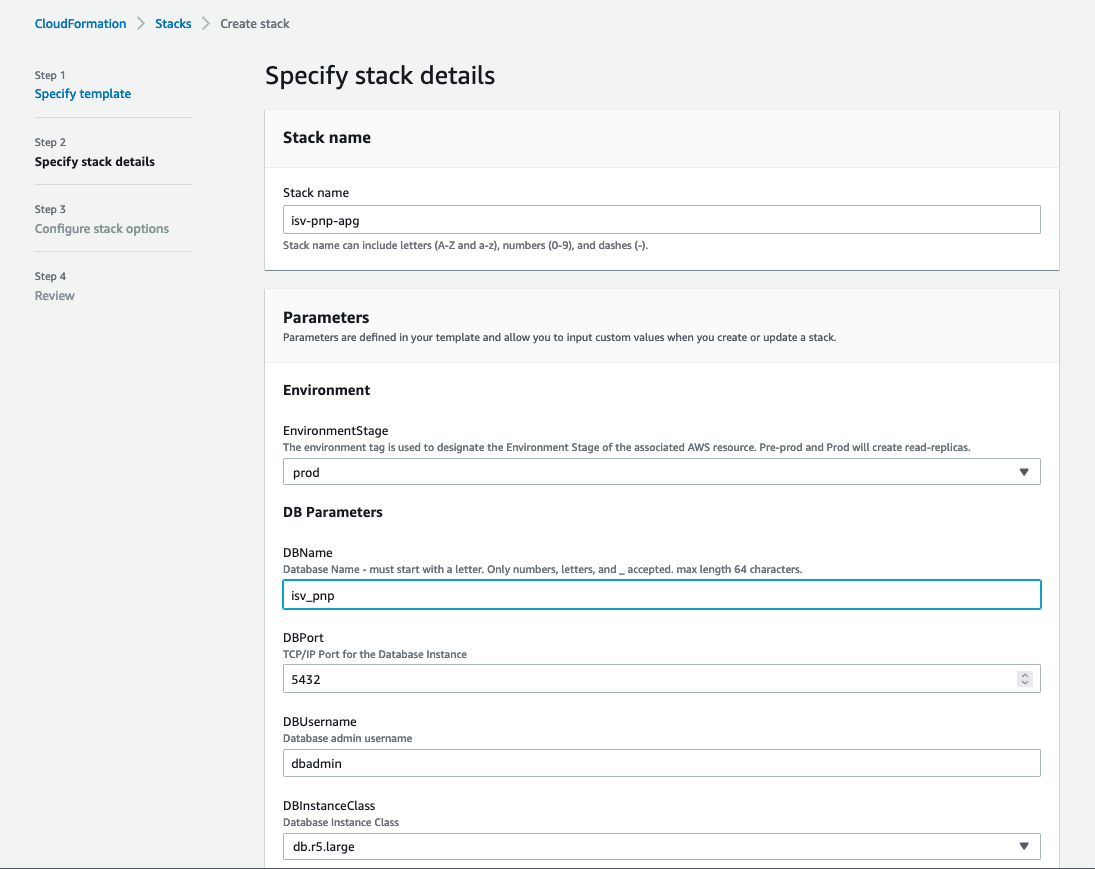 CloudFormation > Stacks > Create stack
Step 1
Specify template
Step 2
Specify stack details
Step 3
Configure stack options
Step 4
Review
Specify stack details
Stack name
Stack name
isv-pnp-apg
Stack name can include letters (A-Z and a-z), numbers (0-9), and dashes (-).
Parameters
Parameters are defined in your template and allow you to input custom values when you create or update a stack.
Environment
EnvironmentStage
The environment tag is used to designate the Environment Stage of the associated AWS resource. Pre-prod and Prod will create read-replicas.
prod
DB Parameters
DBName
Database Name - must start with a letter. Only numbers, letters, and _ accepted. max length 64 characters.
isv_pnp
DBPort
TCP/IP Port for the Database Instance
5432
DBUsername
Database admin username
dbadmin
DBInstanceClass
Database Instance Class
db.r5.large